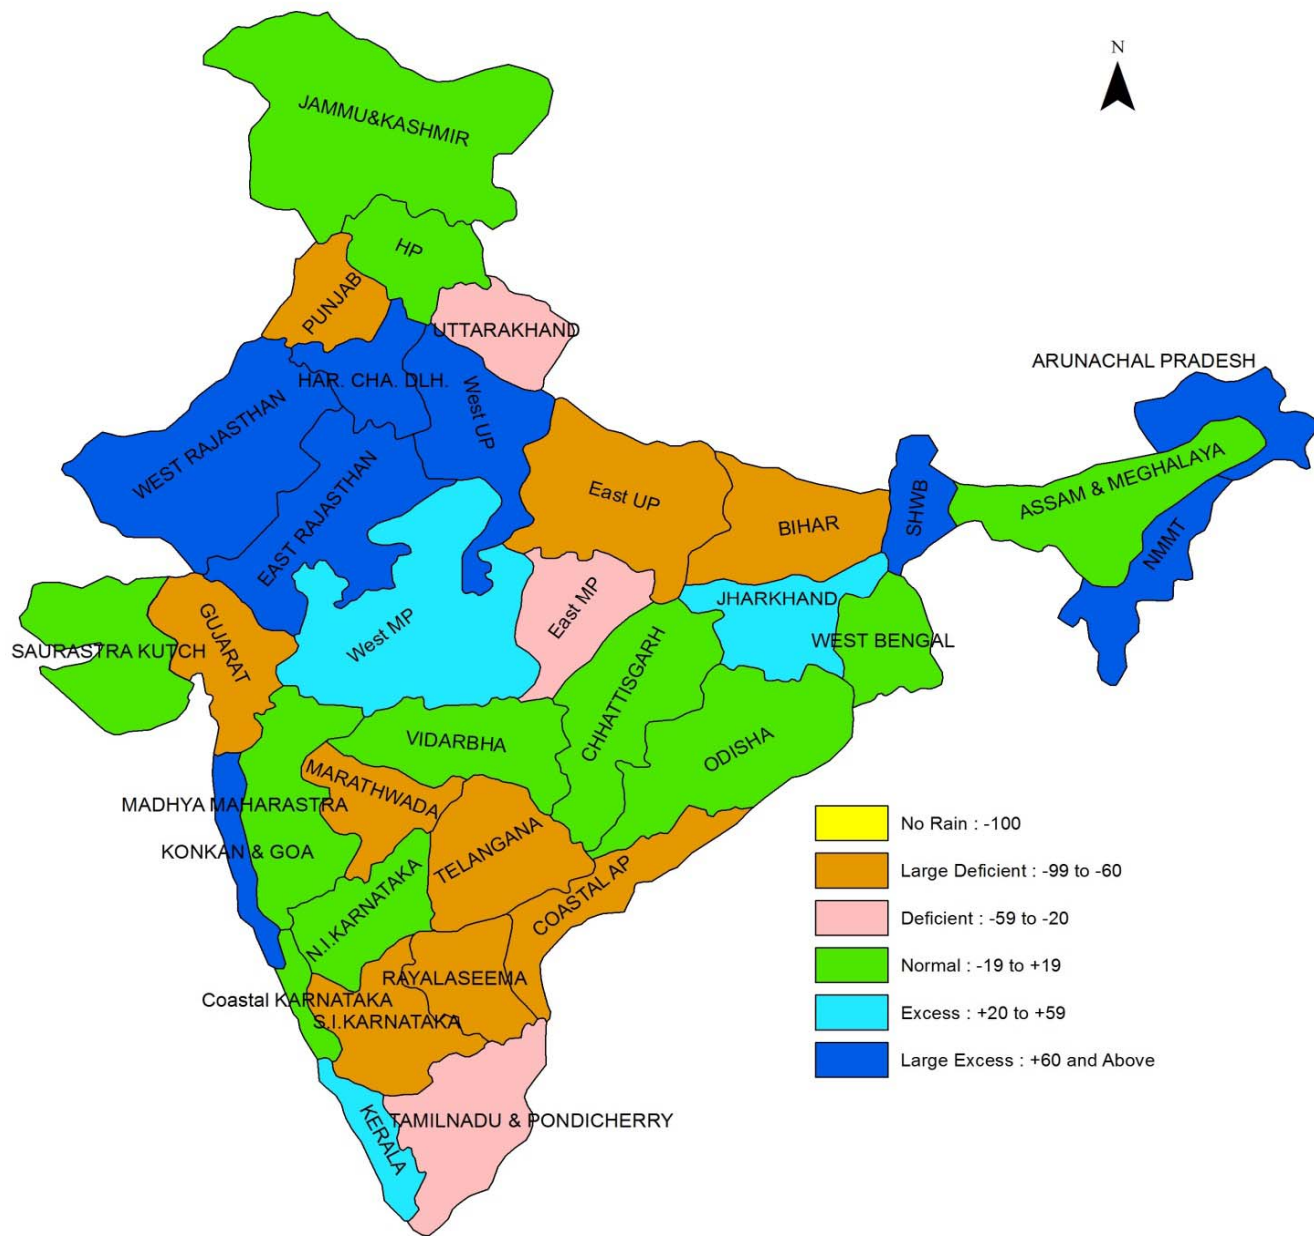 N
JAMMU&KASHMIR
HP
PUNJAB
UTTARAKHAND
ARUNACHAL PRADESH
HAR. CHA. DLH.
West UP
WEST RAJASTHAN
EAST RAJASTHAN
East UP
BIHAR
SHWB
ASSAM & MEGHALAYA
NMMT
GUJARAT
SAURASTRA KUTCH
West MP
East MP
JHARKHAND
WEST BENGAL
CHHATTISGARH
ODISHA
VIDARBHA
MARATHWADA
MADHYA MAHARASTRA
KONKAN & GOA
TELANGANA
COASTAL AP
N.I.KARNATAKA
RAYALASEEMA
Coastal KARNATAKA
S.I.KARNATAKA
KERALA
TAMILNADU & PONDICHERRY
No Rain : -100
Large Deficient : -99 to -60
Deficient : -59 to -20
Normal : -19 to +19
Excess : +20 to +59
Large Excess : +60 and Above